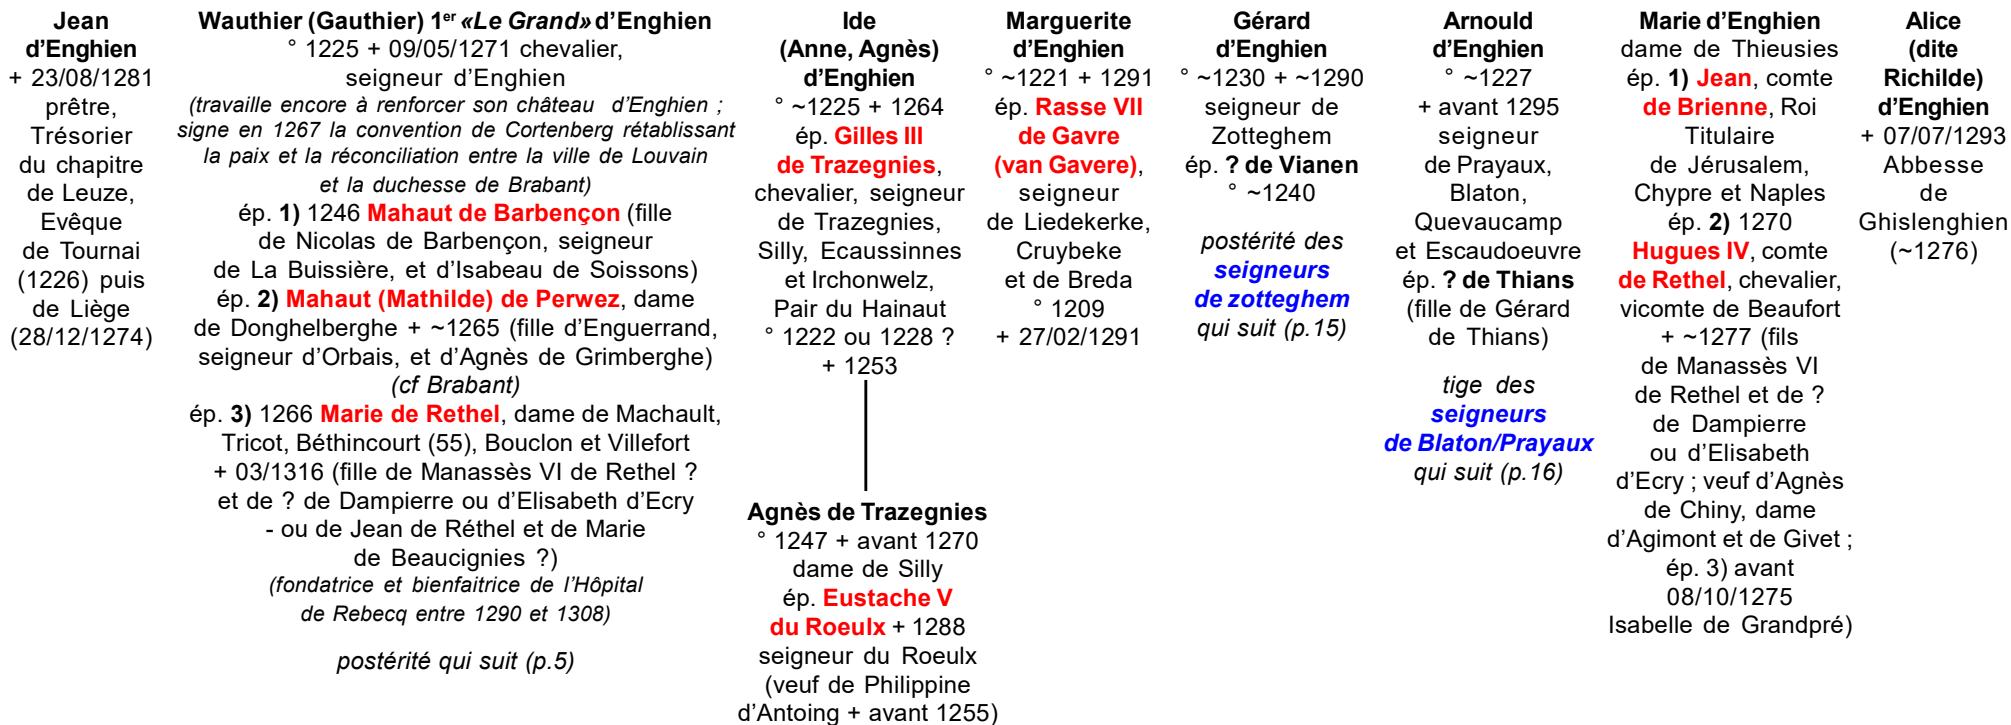 Jean
d’Enghien
+ 23/08/1281
prêtre,
Trésorier
du chapitre
de Leuze,
Evêque
de Tournai
(1226) puis
de Liège
(28/12/1274)
Wauthier (Gauthier) 1er «Le Grand» d’Enghien
° 1225 + 09/05/1271 chevalier,
seigneur d’Enghien
(travaille encore à renforcer son château d’Enghien ;
signe en 1267 la convention de Cortenberg rétablissant
la paix et la réconciliation entre la ville de Louvain
et la duchesse de Brabant)
ép. 1) 1246 Mahaut de Barbençon (fille
de Nicolas de Barbençon, seigneur
de La Buissière, et d’Isabeau de Soissons)
ép. 2) Mahaut (Mathilde) de Perwez, dame
de Donghelberghe + ~1265 (fille d’Enguerrand,
seigneur d’Orbais, et d’Agnès de Grimberghe)
(cf Brabant)
ép. 3) 1266 Marie de Rethel, dame de Machault,
Tricot, Béthincourt (55), Bouclon et Villefort
+ 03/1316 (fille de Manassès VI de Rethel ?
et de ? de Dampierre ou d’Elisabeth d’Ecry
- ou de Jean de Réthel et de Marie
de Beaucignies ?)
(fondatrice et bienfaitrice de l’Hôpital
de Rebecq entre 1290 et 1308)
postérité qui suit (p.5)
Ide
(Anne, Agnès)
d’Enghien
° ~1225 + 1264
ép. Gilles III
de Trazegnies,
chevalier, seigneur
de Trazegnies,
Silly, Ecaussinnes
et Irchonwelz,
Pair du Hainaut
° 1222 ou 1228 ?
+ 1253
Agnès de Trazegnies
° 1247 + avant 1270
dame de Silly
ép. Eustache V
du Roeulx + 1288
seigneur du Roeulx
(veuf de Philippine
d’Antoing + avant 1255)
Marguerite
d’Enghien
° ~1221 + 1291
ép. Rasse VII
de Gavre
(van Gavere),
seigneur
de Liedekerke,
Cruybeke
et de Breda
° 1209
+ 27/02/1291
Gérard
d’Enghien
° ~1230 + ~1290
seigneur de
Zotteghem
ép. ? de Vianen
° ~1240
postérité des
seigneurs
de zotteghem
qui suit (p.15)
Arnould
d’Enghien
° ~1227
+ avant 1295
seigneur
de Prayaux,
Blaton,
Quevaucamp
et Escaudoeuvre
ép. ? de Thians
(fille de Gérard
de Thians)
tige des
seigneurs
de Blaton/Prayaux
qui suit (p.16)
Marie d’Enghien
dame de Thieusies
ép. 1) Jean, comte
de Brienne, Roi
Titulaire
de Jérusalem,
Chypre et Naples
ép. 2) 1270
Hugues IV, comte
de Rethel, chevalier,
vicomte de Beaufort
+ ~1277 (fils
de Manassès VI
de Rethel et de ?
de Dampierre
ou d’Elisabeth
d’Ecry ; veuf d’Agnès
de Chiny, dame
d’Agimont et de Givet ;
ép. 3) avant
08/10/1275
Isabelle de Grandpré)
Alice
(dite
Richilde)
d’Enghien
+ 07/07/1293
Abbesse
de
Ghislenghien
(~1276)